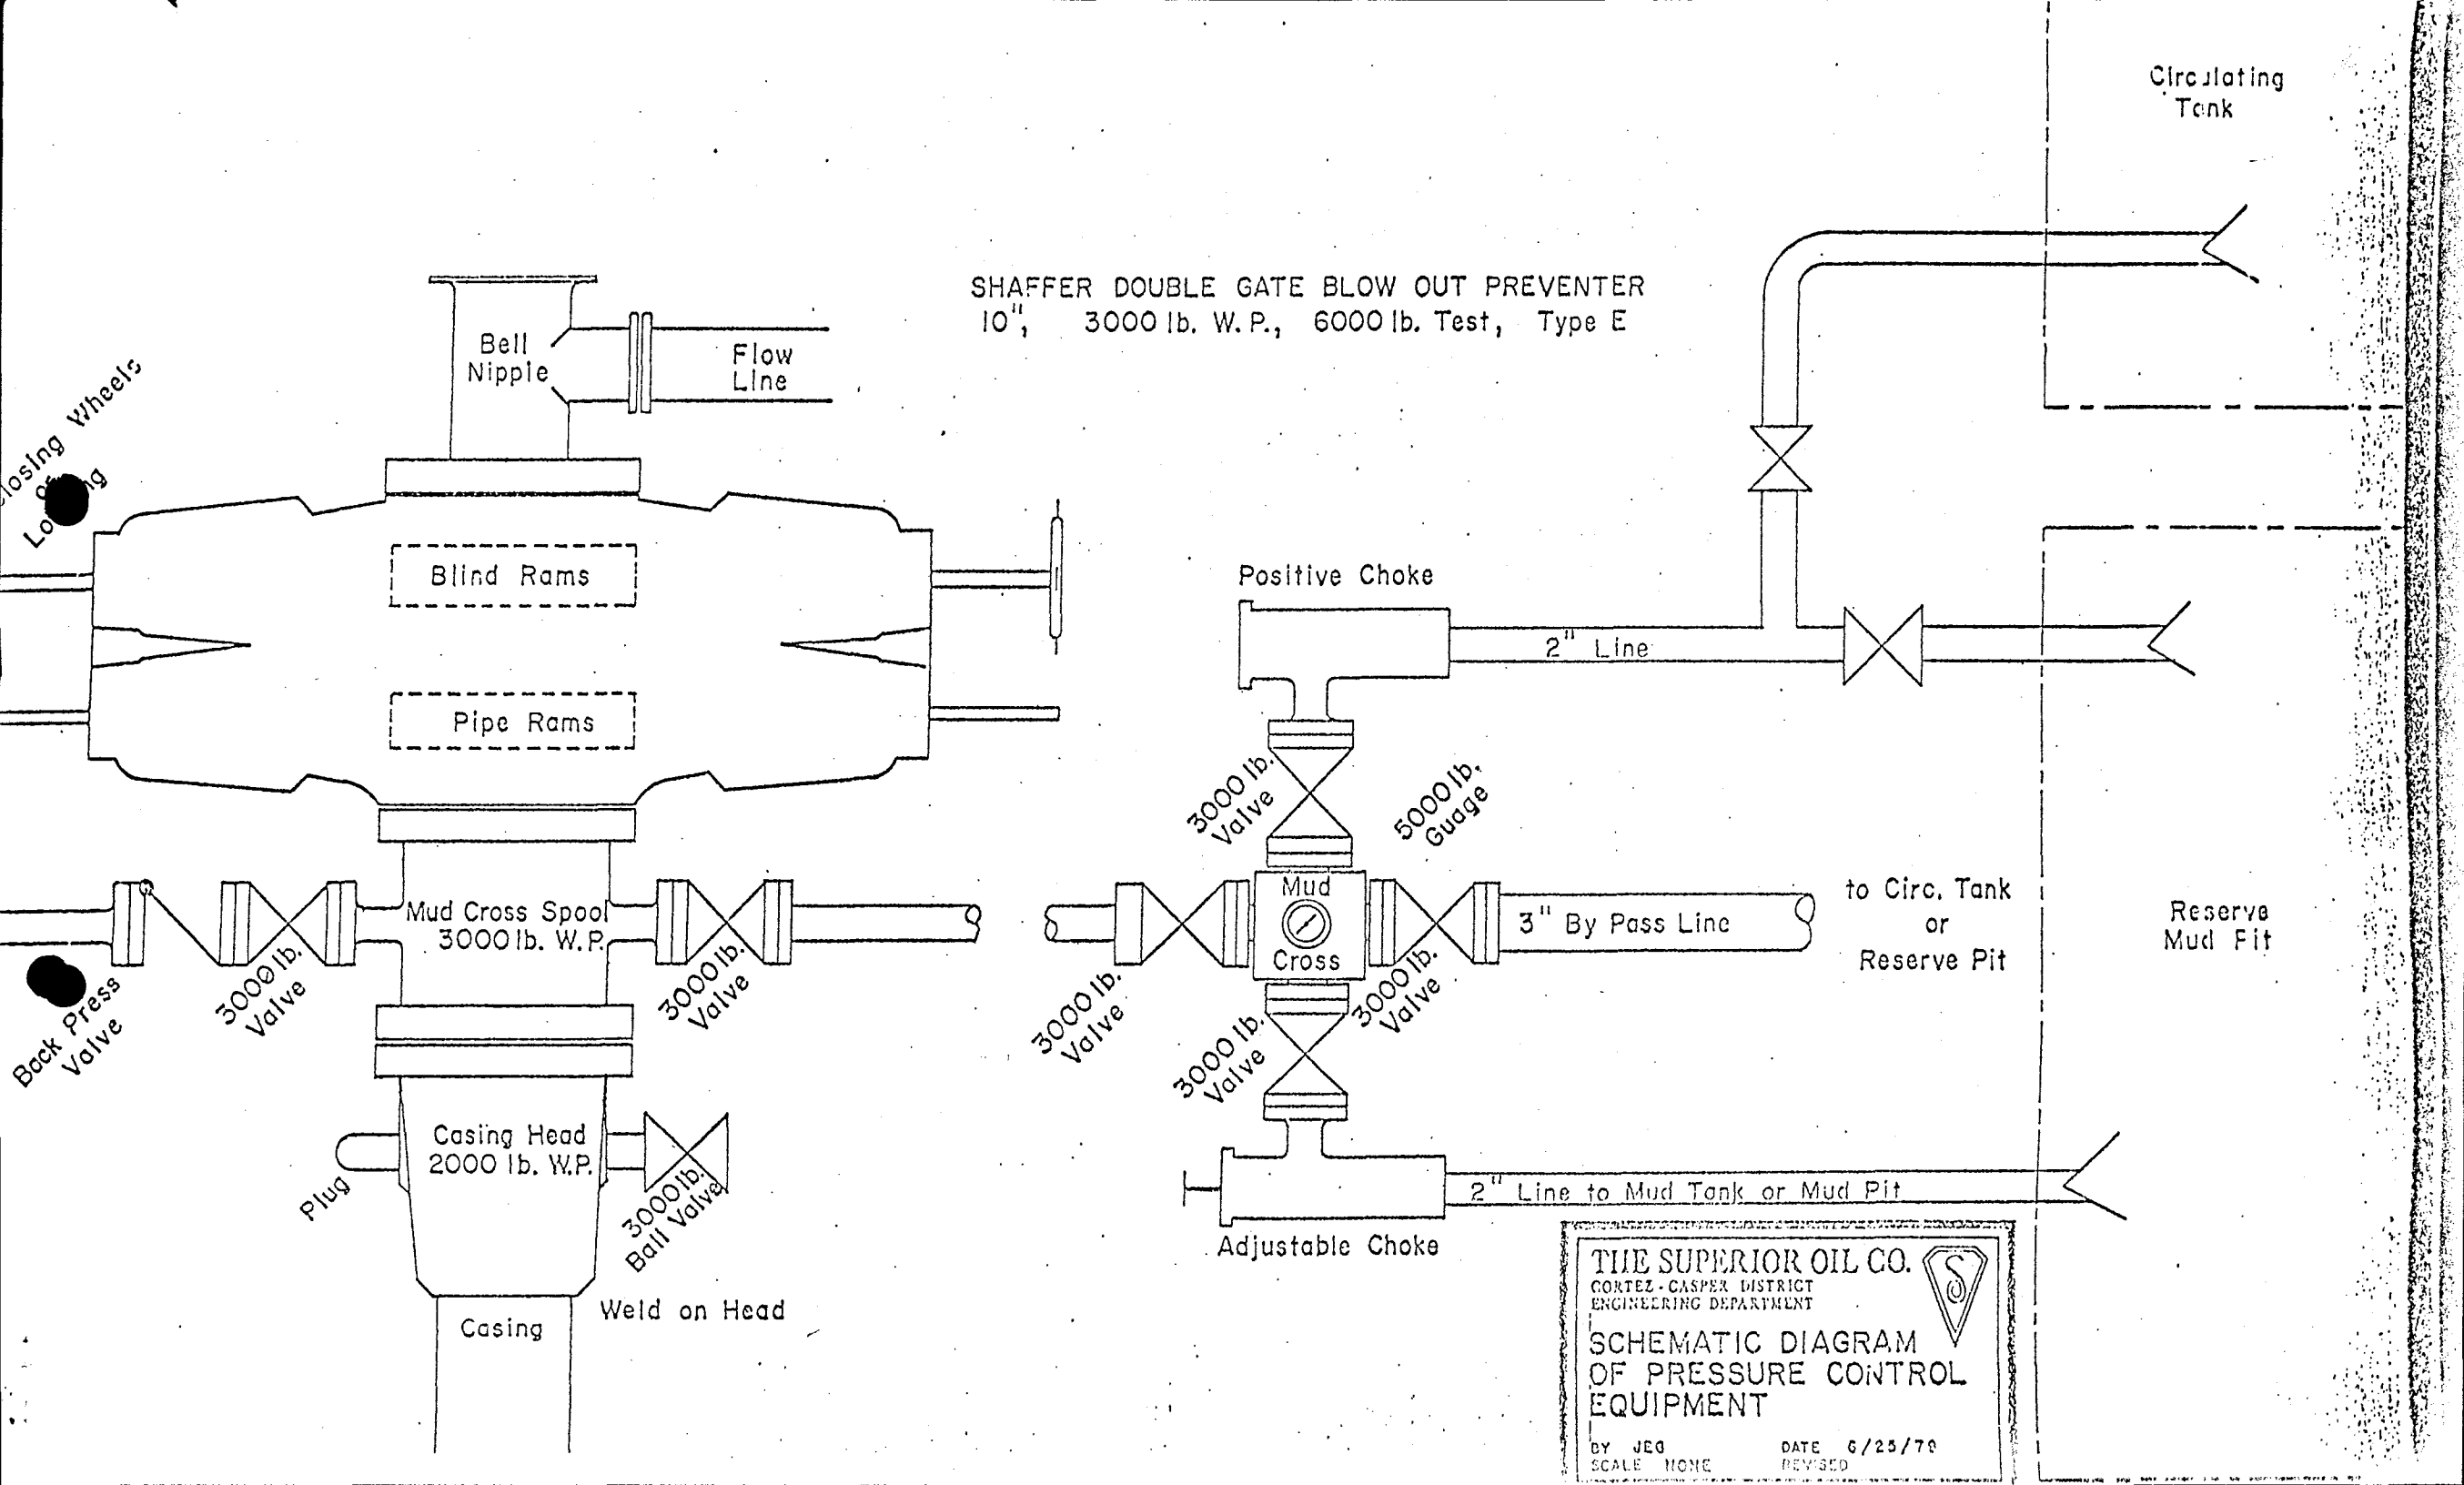 Circulating
Tank
SHAFFER DOUBLE GATE BLOW OUT PREVENTER
10", 3000 lb. W. P., 6000 lb. Test, Type E
Bell
Nipple
Flow
Line
Wheels
or
Blind Rams
Pipe Rams
Positive Choke
2" Line
3000 lb.
Valve
5000 lb.
Guage
Mud Cross Spool
3000 lb. W.P.
Back Press
Valve
3000 lb.
Valve
3000 lb.
Valve
3000 lb.
Valve
Mud
Cross
3000 lb.
Valve
3000 lb.
Valve
3" By Pass Line
to Circ. Tank
or
Reserve Pit
Reserve
Mud Pit
Casing Head
2000 lb. W.P.
Plug
3000 lb.
Ball Valve
2" Line to Mud Tank or Mud Pit
Adjustable Choke
Weld on Head
Casing
THE SUPERIOR OIL CO.
CORTEZ - CASPER DISTRICT
ENGINEERING DEPARTMENT
SCHEMATIC DIAGRAM
OF PRESSURE CONTROL
EQUIPMENT
BY JEG DATE 6/25/79
SCALE NONE REVISED